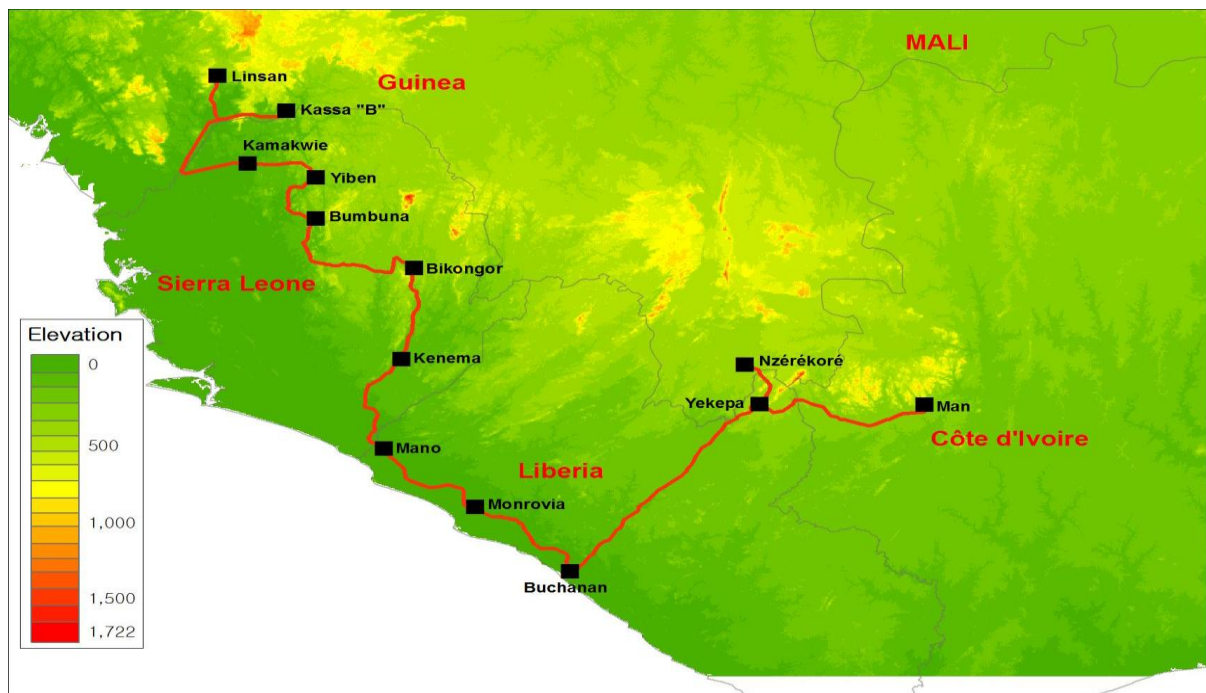 MALI
Linsan
Guinea
Kassa "B"
Kamakwie
Yiben
Bumbuna
Bikongor
Sierra Leone
Elevation
0
500
1,000
1,500
1,722
Kenema
Nzérékoré
Yekepa
Man
Côte d'Ivoire
Mano
Liberia
Monrovia
Buchanan